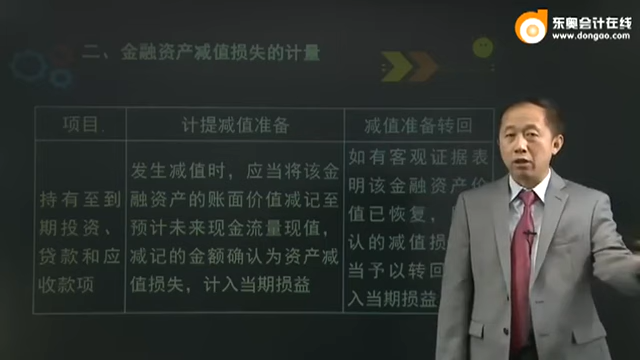 东奥会计在线
www.dongao.com
二、金融资产减值损失的计量
项目
计提减值准备
减值准备转回
持有至到
期投资、
贷款和应
收款项
发生减值时，应当将该金
融资产的账面价值减记至
预计未来现金流量现值，
减记的金额确认为资产减
值损失，计入当期损益
如有客观证据表
明该金融资产价
值已恢复，
认的减值损
当予以转回
入当期损益